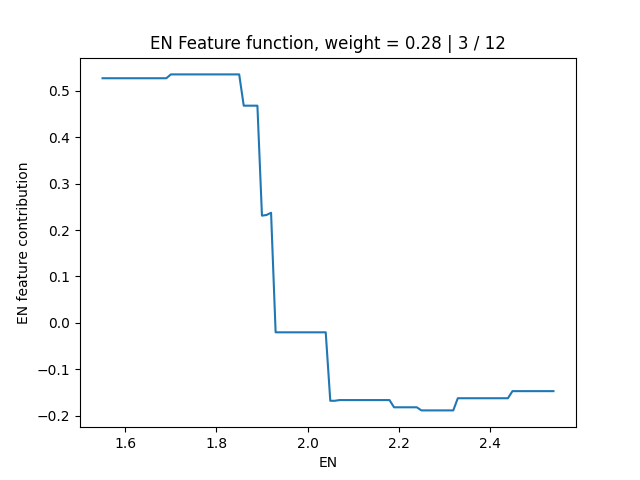 EN Feature function, weight = 0.28 | 3 / 12
EN feature contribution
0.5
0.4
0.3
0.2
0.1
0.0
−0.1
−0.2
1.6 1.8 2.0 2.2 2.4
EN